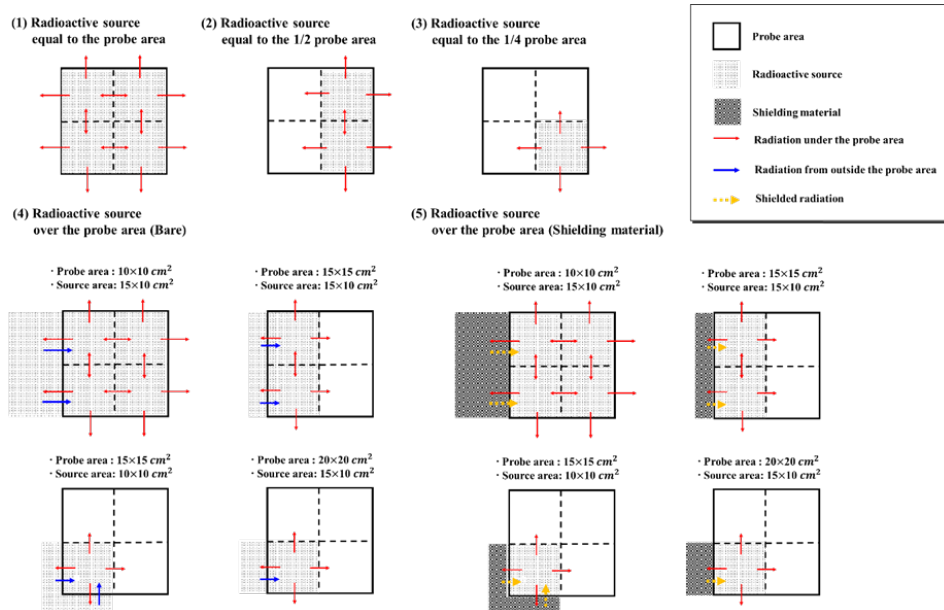 (1) Radioactive source
equal to the probe area
(2) Radioactive source
equal to the 1/2 probe area
(3) Radioactive source
equal to the 1/4 probe area
Probe area
Radioactive source
Shielding material
Radiation under the probe area
Radiation from outside the probe area
Shielded radiation
(4) Radioactive source
over the probe area (Bare)
(5) Radioactive source
over the probe area (Shielding material)
· Probe area : 10×10 cm²
· Source area: 15×10 cm²
· Probe area : 15×15 cm²
· Source area: 15×10 cm²
· Probe area : 10×10 cm²
· Source area: 15×10 cm²
· Probe area : 15×15 cm²
· Source area: 15×10 cm²
· Probe area : 15×15 cm²
· Source area: 10×10 cm²
· Probe area : 20×20 cm²
· Source area: 15×10 cm²
· Probe area : 15×15 cm²
· Source area: 10×10 cm²
· Probe area : 20×20 cm²
· Source area: 15×10 cm²